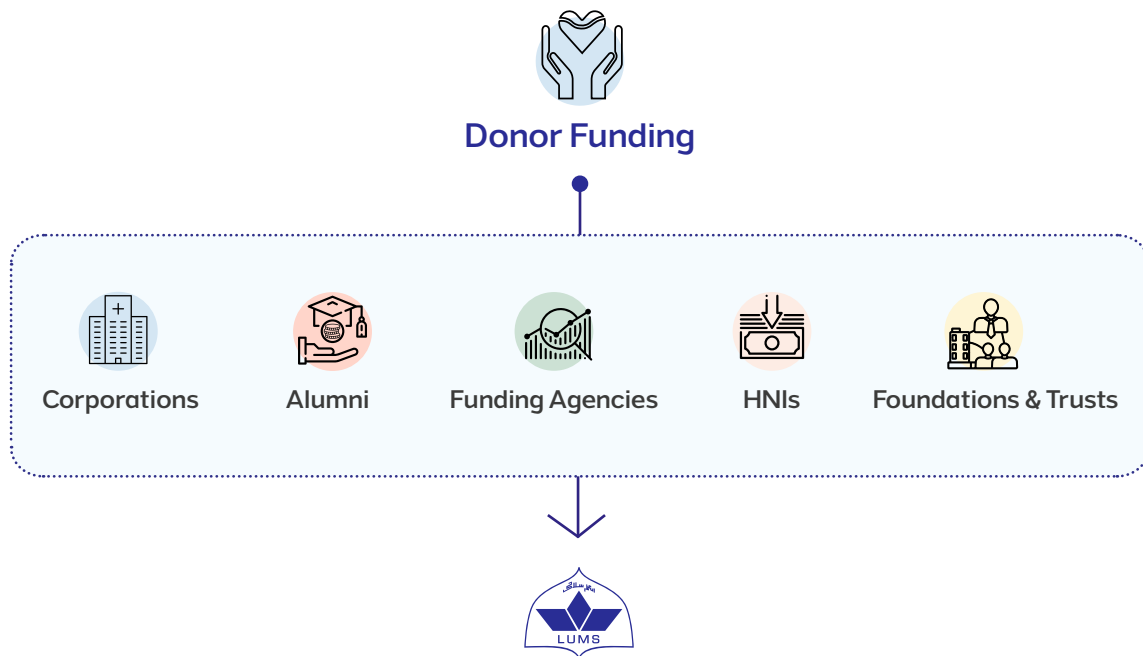 Donor Funding
Corporations
Alumni
Funding Agencies
HNIs
Foundations & Trusts
LUMS